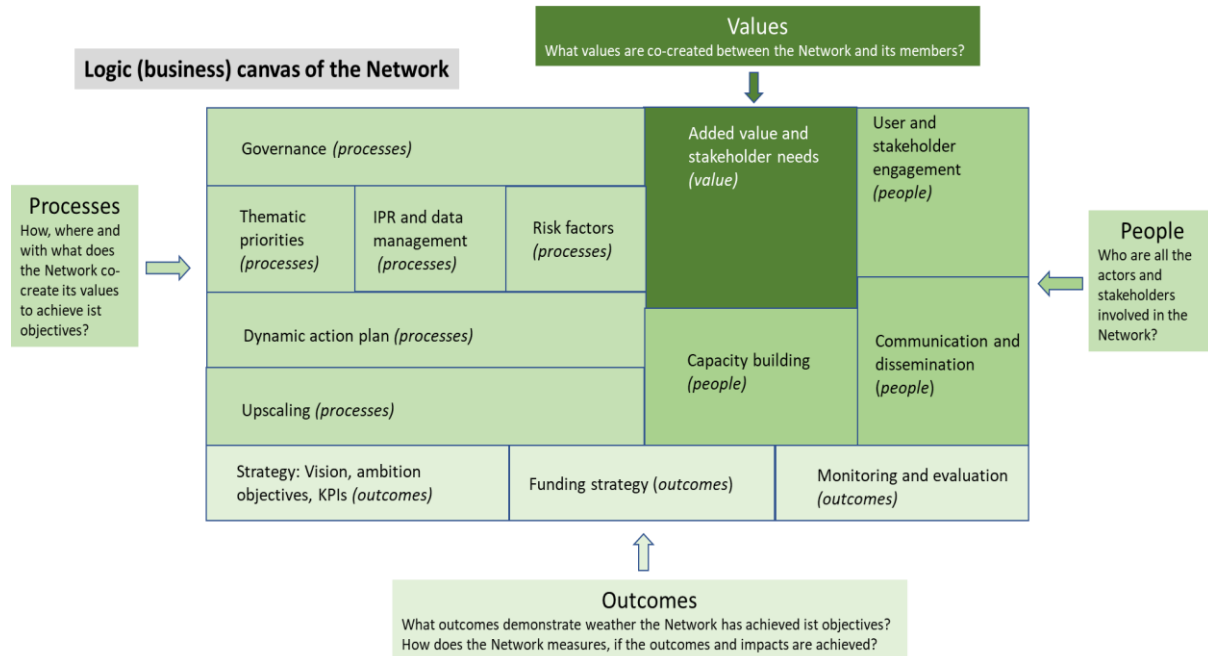 Values
What values are co-created between the Network and its members?
Logic (business) canvas of the Network
Processes
How, where and
with what does
the Network co-
create its values
to achieve ist
objectives?
Governance (processes)
Thematic
priorities
(processes)
IPR and data
management
(processes)
Risk factors
(processes)
Dynamic action plan (processes)
Upscaling (processes)
Added value and
stakeholder needs
(value)
Capacity building
(people)
User and
stakeholder
engagement
(people)
Communication and
dissemination
(people)
People
Who are all the
actors and
stakeholders
involved in the
Network?
Strategy: Vision, ambition
objectives, KPIs (outcomes)
Funding strategy (outcomes)
Monitoring and evaluation
(outcomes)
Outcomes
What outcomes demonstrate weather the Network has achieved ist objectives?
How does the Network measures, if the outcomes and impacts are achieved?